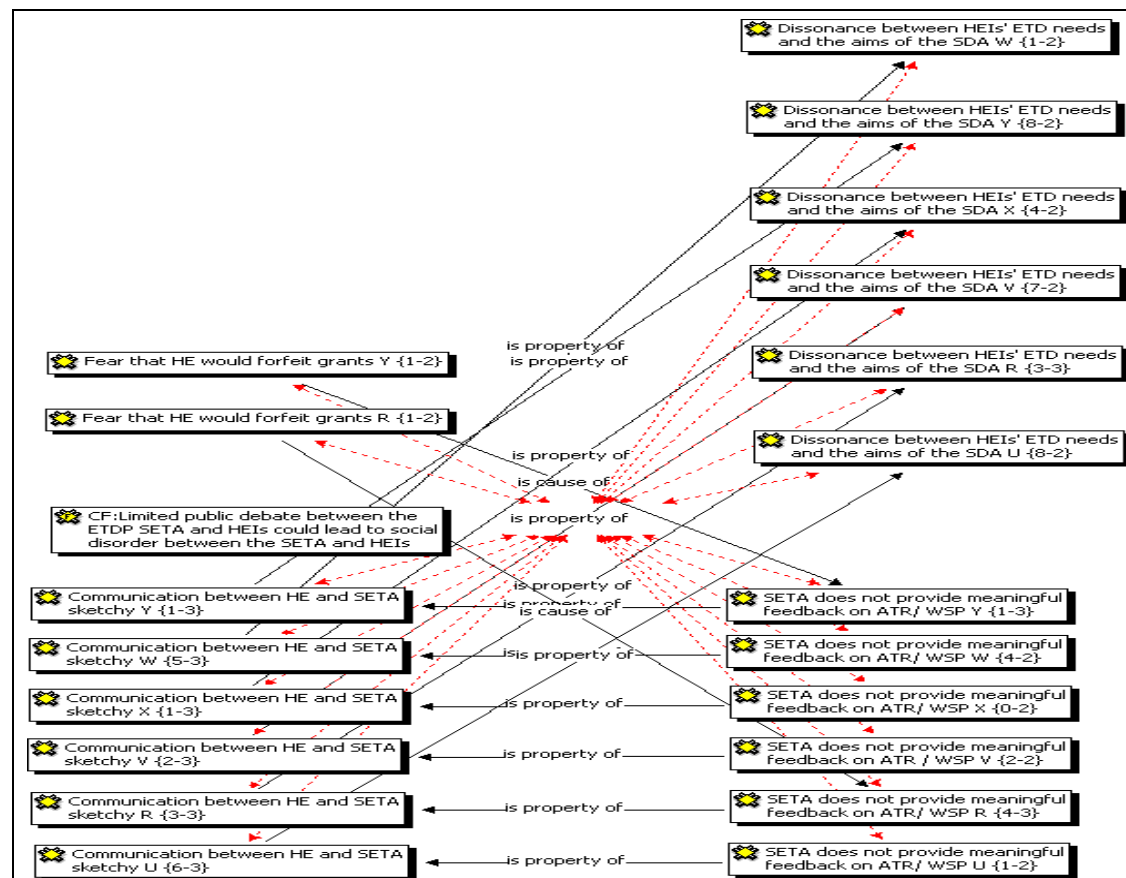 Dissonance between HEIs' ETD needs
and the aims of the SDA W {1-2}
Dissonance between HEIs' ETD needs
and the aims of the SDA Y {8-2}
Dissonance between HEIs' ETD needs
and the aims of the SDA X {4-2}
Dissonance between HEIs' ETD needs
and the aims of the SDA V {7-2}
is property of
is property of
Fear that HE would forfeit grants Y {1-2}
Dissonance between HEIs' ETD needs
and the aims of the SDA R {3-3}
Fear that HE would forfeit grants R {1-2}
Dissonance between HEIs' ETD needs
and the aims of the SDA U {8-2}
is property of
is cause of
is property of
CF:Limited public debate between the
ETDP SETA and HEIs could lead to social
disorder between the SETA and HEIs
is property of
Communication between HE and SETA
sketchy Y {1-3}
is property of
is cause of
SETA does not provide meaningful
feedback on ATR/ WSP Y {1-3}
Communication between HE and SETA
sketchy W {5-3}
is property of
SETA does not provide meaningful
feedback on ATR/ WSP W {4-2}
Communication between HE and SETA
sketchy X {1-3}
is property of
SETA does not provide meaningful
feedback on ATR/ WSP X {0-2}
Communication between HE and SETA
sketchy V {2-3}
is property of
SETA does not provide meaningful
feedback on ATR / WSP V {2-2}
Communication between HE and SETA
sketchy R {3-3}
is property of
SETA does not provide meaningful
feedback on ATR/ WSP R {4-3}
Communication between HE and SETA
sketchy U {6-3}
is property of
SETA does not provide meaningful
feedback on ATR/ WSP U {1-2}